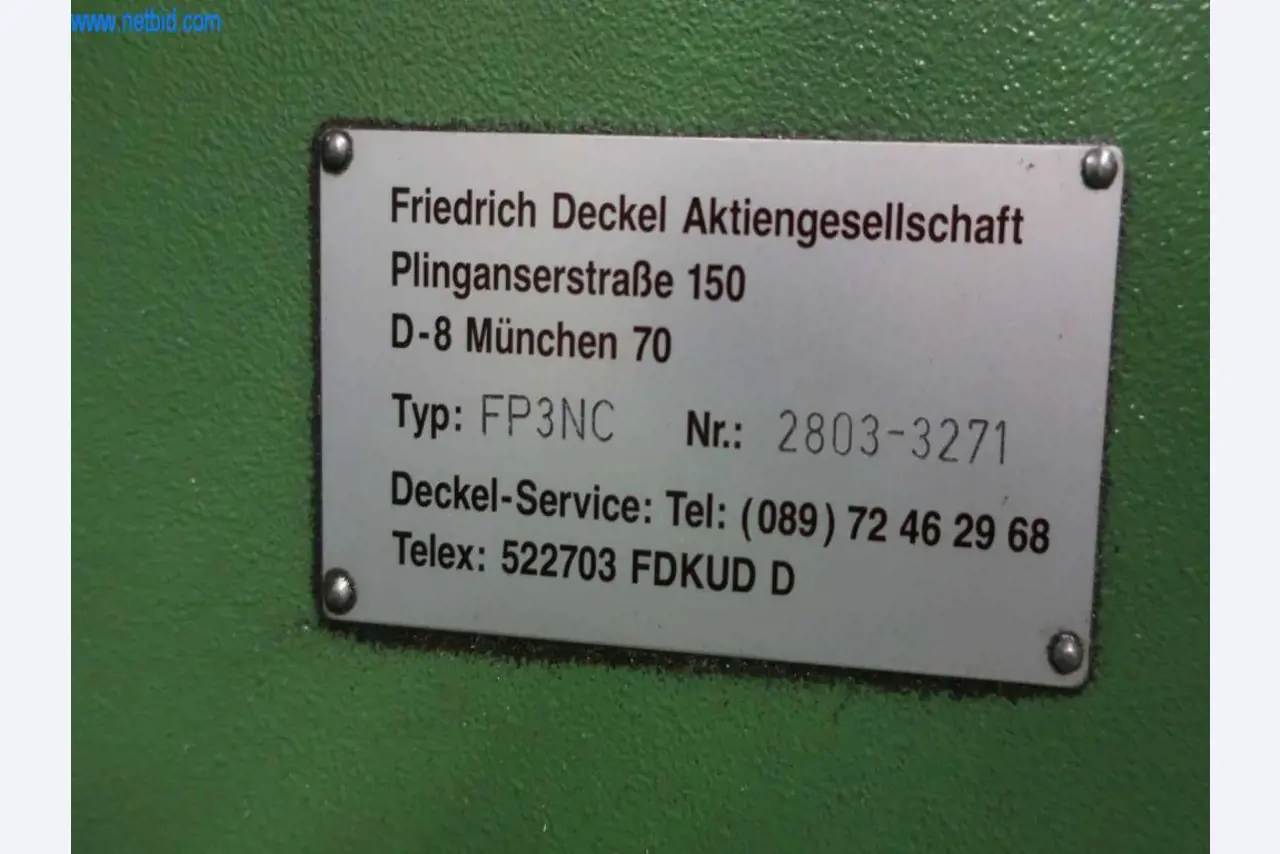 www.netbid.com
Friedrich Deckel Aktiengesellschaft
Plinganserstraße 150
D-8 München 70
Typ: FP3NC Nr.: 2803-3271
Deckel-Service: Tel: (089) 72 46 29 68
Telex: 522703 FDKUD D